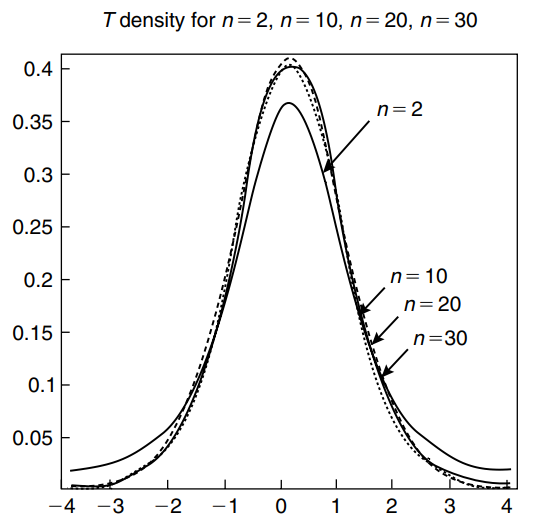 T density for n = 2, n = 10, n = 20, n = 30
0.4
0.35
0.3
0.25
0.2
0.15
0.1
0.05
n = 2
n = 10
n = 20
n = 30
−4 −3 −2 −1 0 1 2 3 4